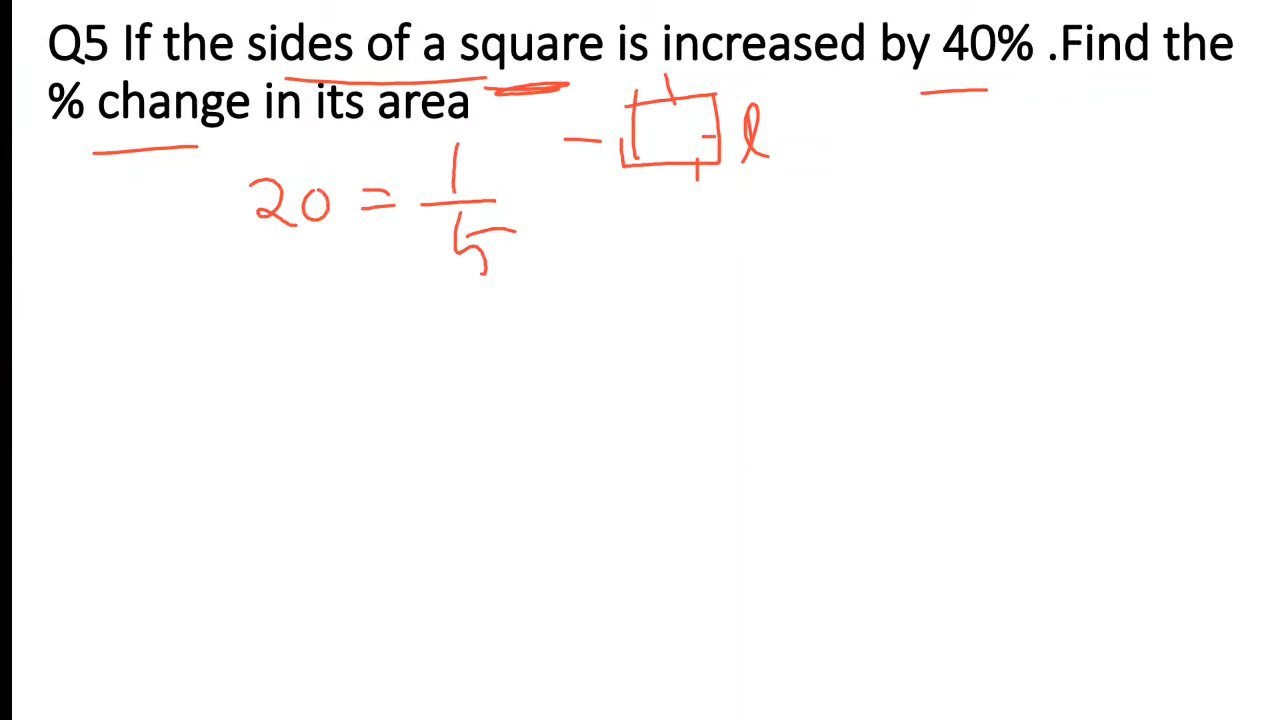 Q5 If the sides of a square is increased by 40% .Find the
% change in its area
l
20 = 1/5